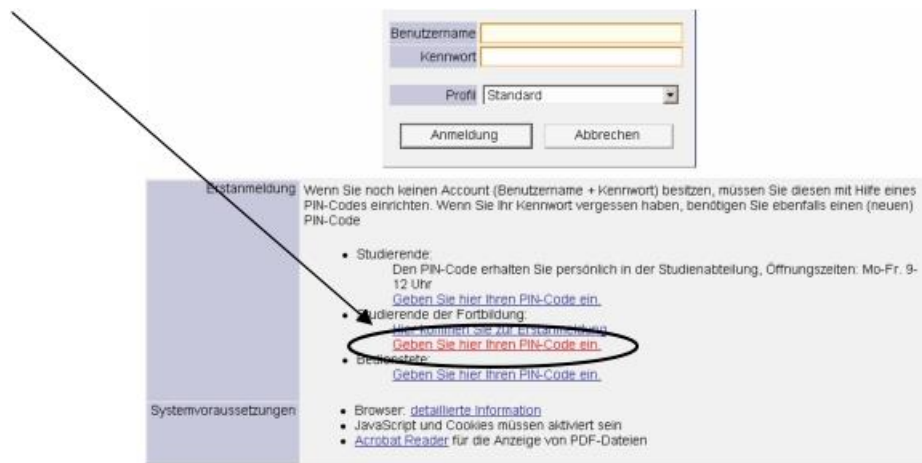 Benutzername
Kennwort
Profil Standard
Anmeldung Abbrechen
Erstanmeldung Wenn Sie noch keinen Account (Benutzername + Kennwort) besitzen, müssen Sie diesen mit Hilfe eines
PIN-Codes einrichten. Wenn Sie Ihr Kennwort vergessen haben, benötigen Sie ebenfalls einen (neuen)
PIN-Code
• Studierende:
Den PIN-Code erhalten Sie persönlich in der Studienabteilung, Öffnungszeiten: Mo-Fr. 9-
12 Uhr
Geben Sie hier Ihren PIN-Code ein.
• Studierende der Fortbildung:
Hier kommen Sie zur Erstanmeldung
Geben Sie hier Ihren PIN-Code ein.
• Bedienstete:
Geben Sie hier Ihren PIN-Code ein.
Systemvoraussetzungen • Browser: detaillierte Information
• JavaScript und Cookies müssen aktiviert sein
• Acrobat Reader für die Anzeige von PDF-Dateien